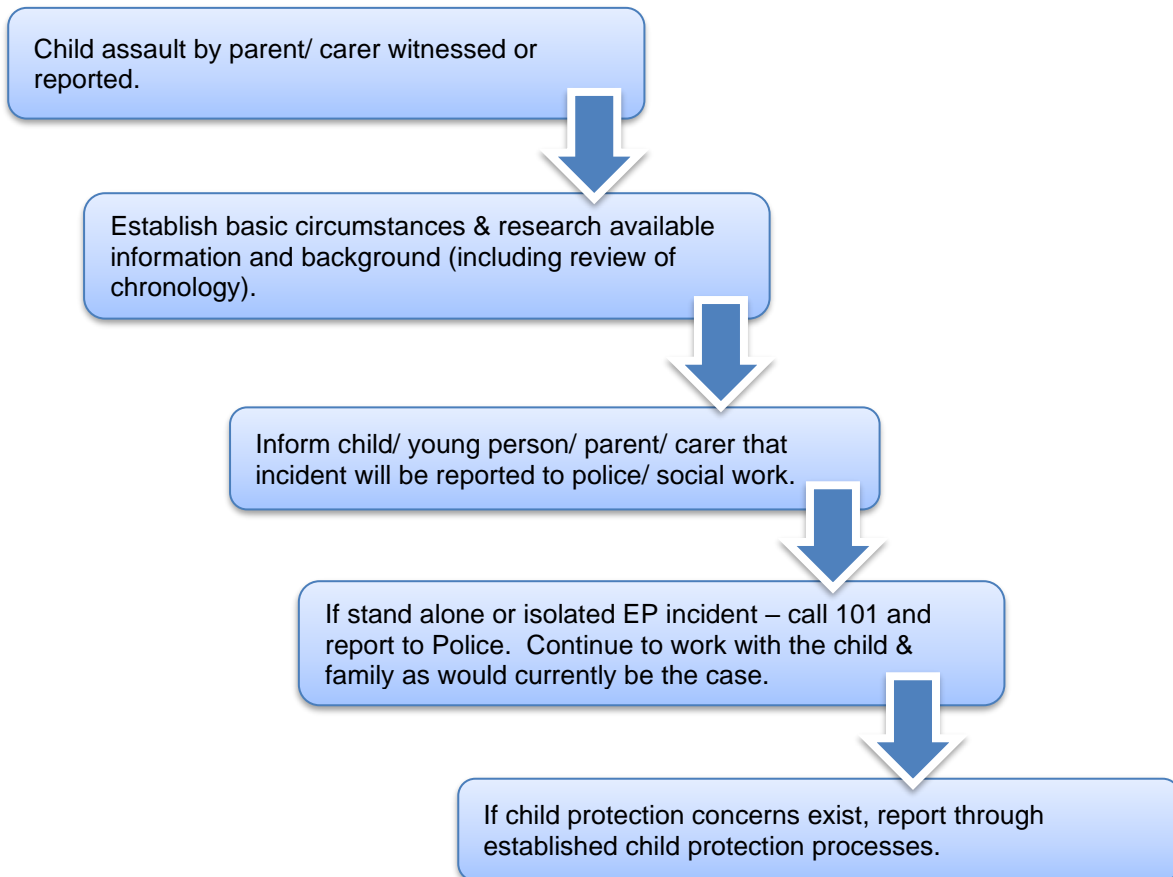 Child assault by parent/ carer witnessed or
reported.
Establish basic circumstances & research available
information and background (including review of
chronology).
Inform child/ young person/ parent/ carer that
incident will be reported to police/ social work.
If stand alone or isolated EP incident – call 101 and
report to Police.  Continue to work with the child &
family as would currently be the case.
If child protection concerns exist, report through
established child protection processes.